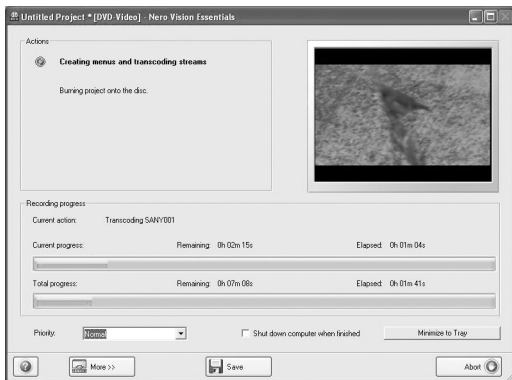 Untitled Project *[DVD-Video] - Nero Vision Essentials
Actions
Creating menus and transcoding streams
Burning project onto the disc.
Recording progress
Current action: Transcoding SANY001
Current progress: Remaining: 0h 02m 15s Elapsed: 0h 01m 04s
Total progress: Remaining: 0h 07m 08s Elapsed: 0h 01m 41s
Priority: Normal Shut down computer when finished Minimize to Tray
? More >> Save Abort